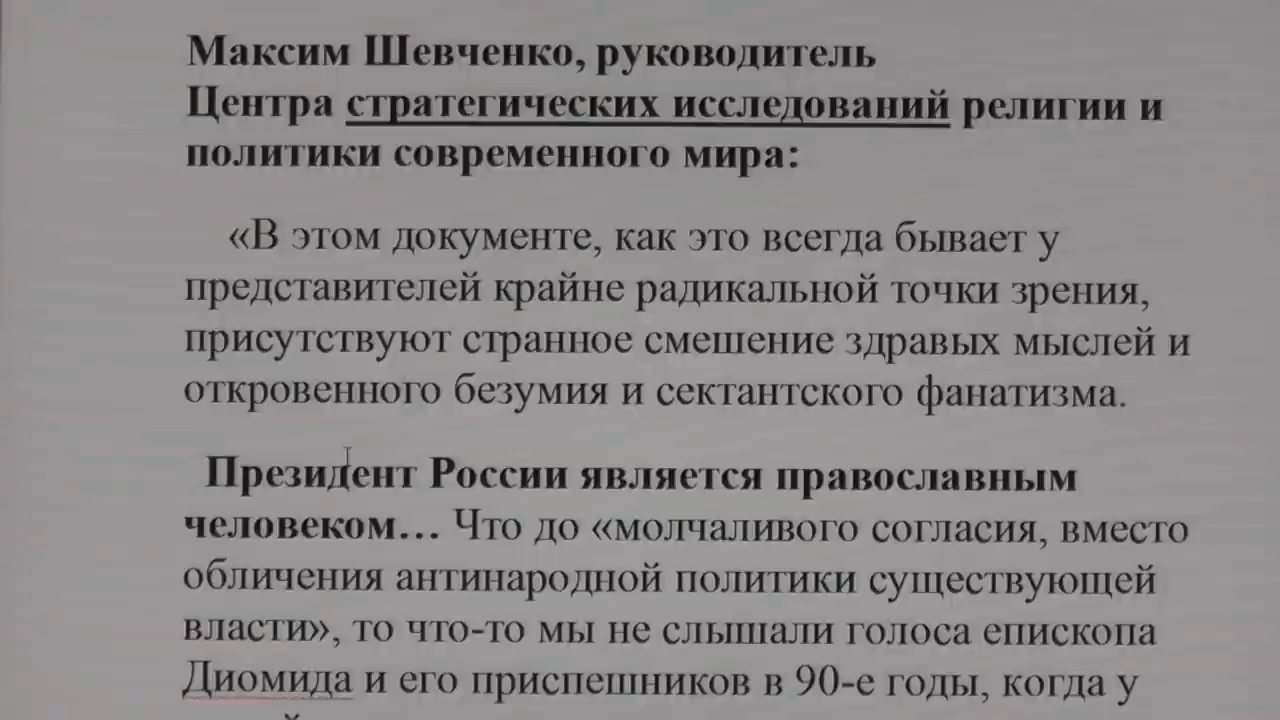 Максим Шевченко, руководитель
Центра стратегических исследований религии и
политики современного мира:
«В этом документе, как это всегда бывает у
представителей крайне радикальной точки зрения,
присутствуют странное смешение здравых мыслей и
откровенного безумия и сектантского фанатизма.
Президент России является православным
человеком… Что до «молчаливого согласия, вместо
обличения антинародной политики существующей
власти», то что-то мы не слышали голоса епископа
Диомида и его приспешников в 90-е годы, когда у